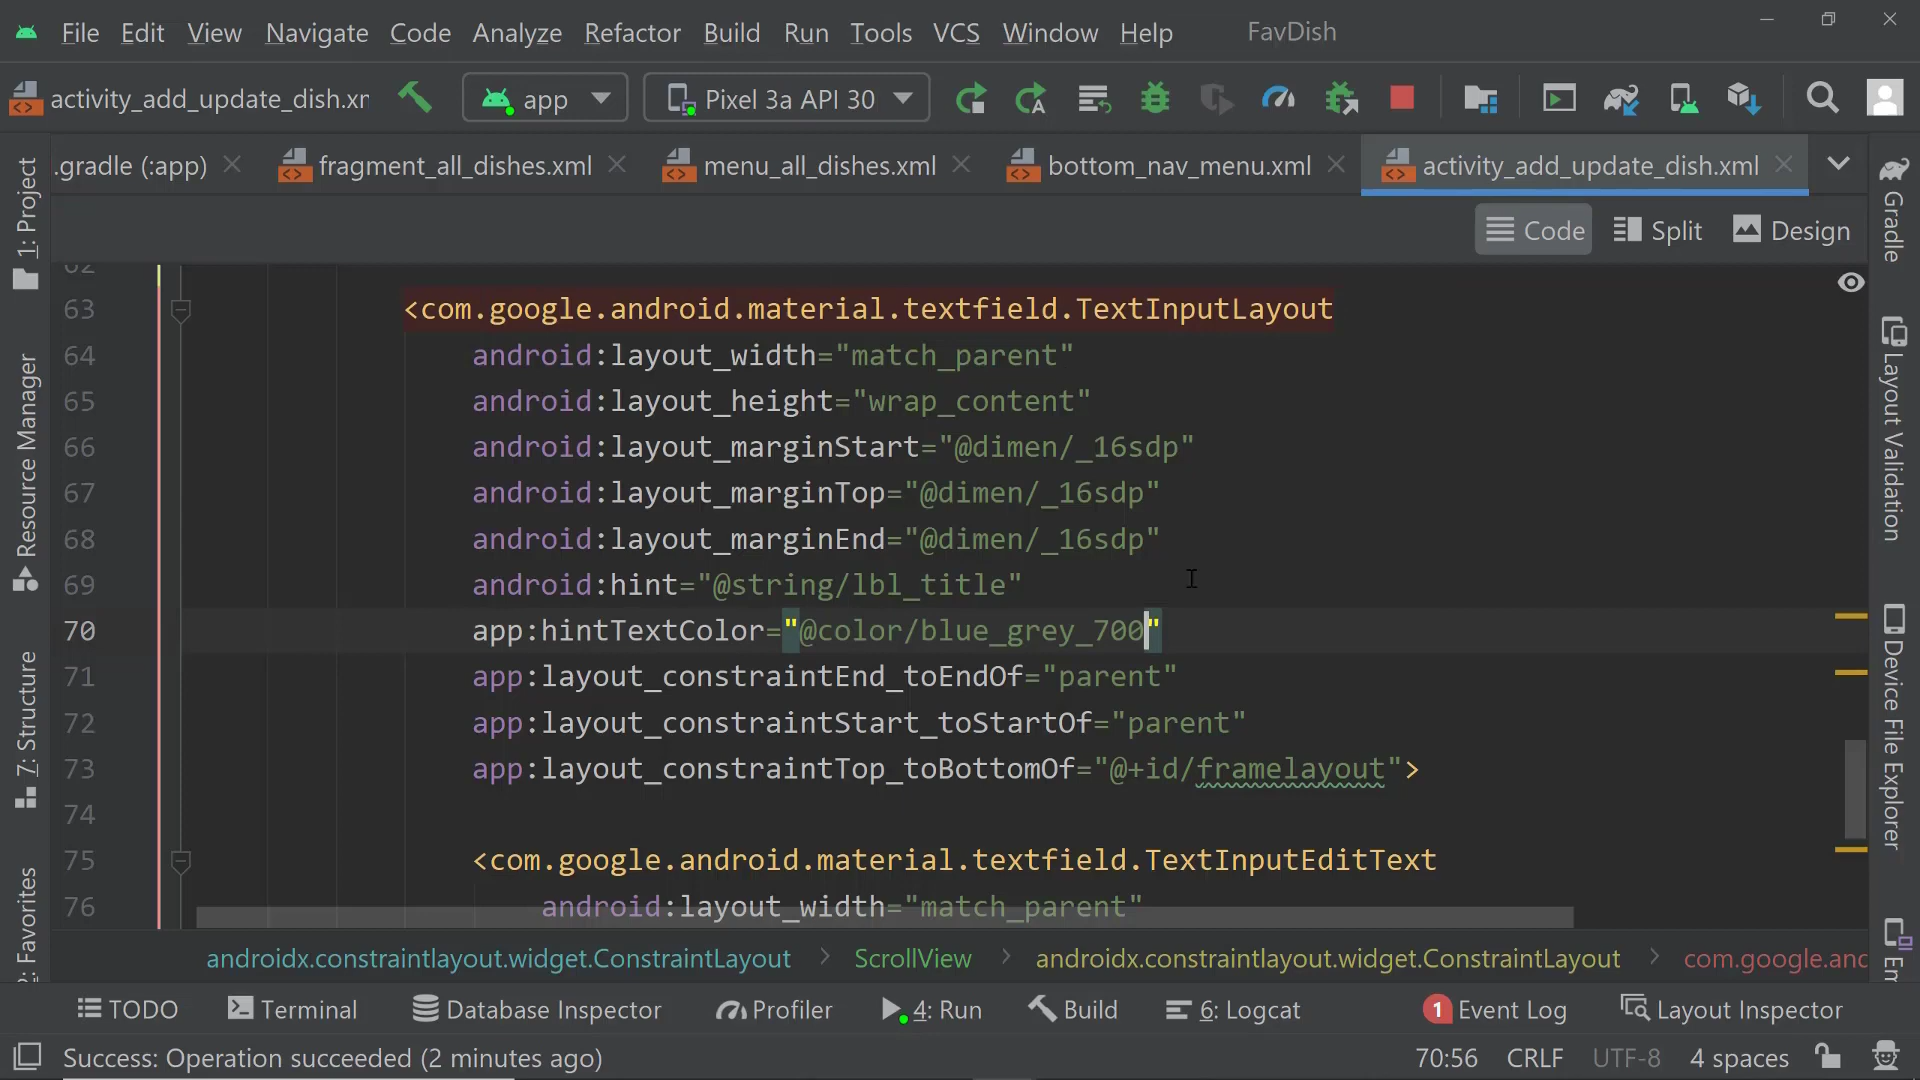 File Edit View Navigate Code Analyze Refactor Build Run Tools VCS Window Help FavDish
activity_add_update_dish.xr app Pixel 3a API 30
.gradle (:app) fragment_all_dishes.xml menu_all_dishes.xml bottom_nav_menu.xml activity_add_update_dish.xml
Code Split Design
1: Project
Resource Manager
7: Structure
2: Favorites
62
63 <com.google.android.material.textfield.TextInputLayout
64 android:layout_width="match_parent"
65 android:layout_height="wrap_content"
66 android:layout_marginStart="@dimen/_16sdp"
67 android:layout_marginTop="@dimen/_16sdp"
68 android:layout_marginEnd="@dimen/_16sdp"
69 android:hint="@string/lbl_title"
70 app:hintTextColor="@color/blue_grey_700"
71 app:layout_constraintEnd_toEndOf="parent"
72 app:layout_constraintStart_toStartOf="parent"
73 app:layout_constraintTop_toBottomOf="@+id/framelayout">
74
75 <com.google.android.material.textfield.TextInputEditText
76 android:layout_width="match_parent"
Gradle
Layout Validation
Device File Explorer
Em
androidx.constraintlayout.widget.ConstraintLayout ScrollView androidx.constraintlayout.widget.ConstraintLayout com.google.anc
TODO Terminal Database Inspector Profiler 4: Run Build 6: Logcat 1 Event Log Layout Inspector
Success: Operation succeeded (2 minutes ago) 70:56 CRLF UTF-8 4 spaces